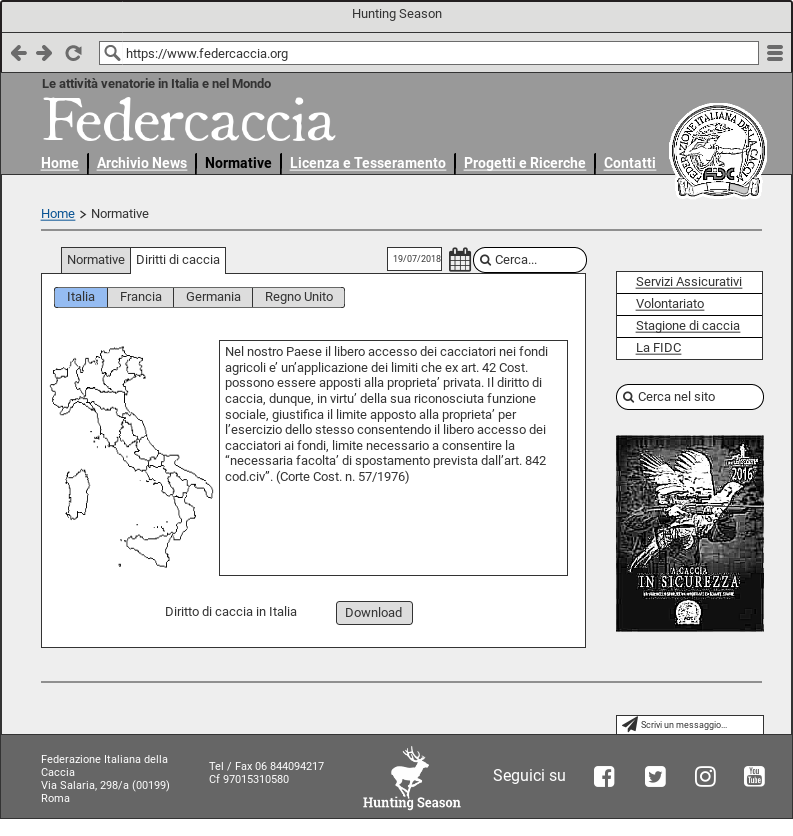 Hunting Season
https://www.federcaccia.org
Le attività venatorie in Italia e nel Mondo
Federcaccia
Home Archivio News Normative Licenza e Tesseramento Progetti e Ricerche Contatti
FEDERAZIONE ITALIANA DELLA CACCIA
FIDC
Home > Normative
Normative Diritti di caccia 19/07/2018 Cerca...
Italia Francia Germania Regno Unito
Nel nostro Paese il libero accesso dei cacciatori nei fondi
agricoli e’ un’applicazione dei limiti che ex art. 42 Cost.
possono essere apposti alla proprieta’ privata. Il diritto di
caccia, dunque, in virtu’ della sua riconosciuta funzione
sociale, giustifica il limite apposto alla proprieta’ per
l’esercizio dello stesso consentendo il libero accesso dei
cacciatori ai fondi, limite necessario a consentire la
“necessaria facolta’ di spostamento prevista dall’art. 842
cod.civ”. (Corte Cost. n. 57/1976)
Diritto di caccia in Italia Download
Servizi Assicurativi
Volontariato
Stagione di caccia
La FIDC
Cerca nel sito
2016
A CACCIA
IN SICUREZZA
Scrivi un messaggio...
Federazione Italiana della
Caccia
Via Salaria, 298/a (00199)
Roma
Tel / Fax 06 844094217
Cf 97015310580
Hunting Season
Seguici su
You
Tube